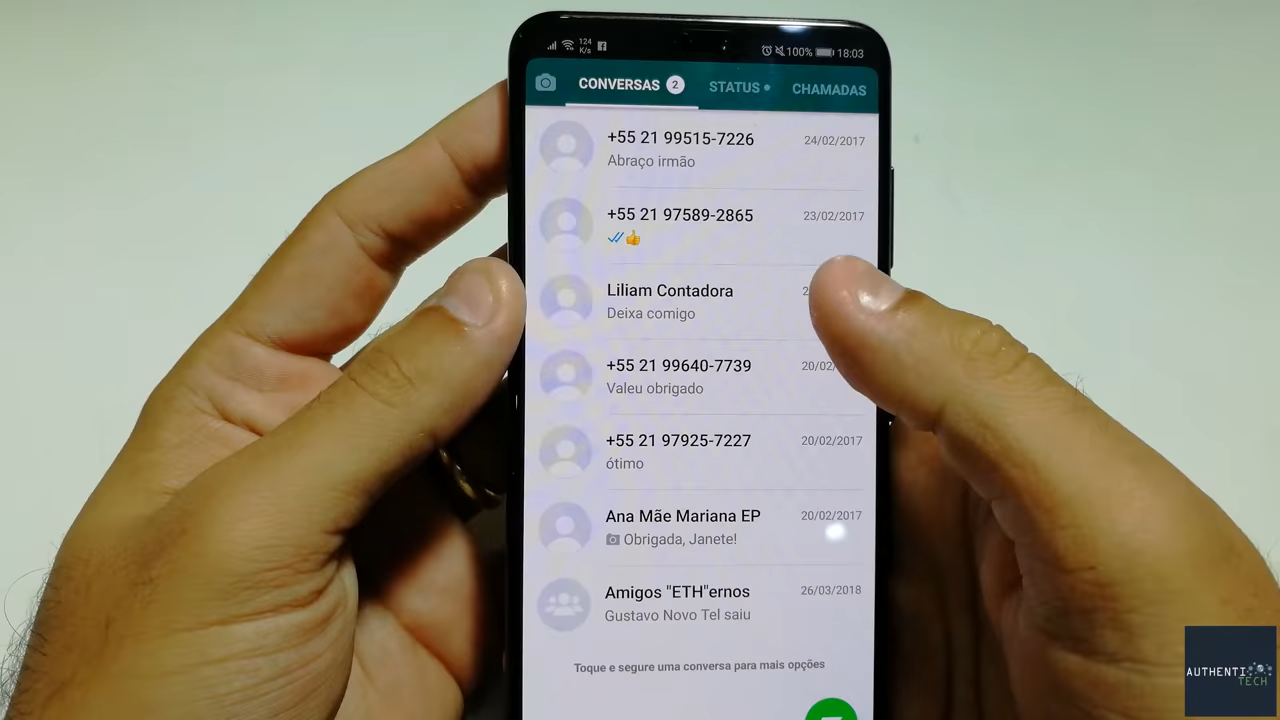 124
K/s
100%
18:03
CONVERSAS 2
STATUS
CHAMADAS
+55 21 99515-7226
24/02/2017
Abraço irmão
+55 21 97589-2865
23/02/2017
Liliam Contadora
Deixa comigo
+55 21 99640-7739
20/02/
Valeu obrigado
+55 21 97925-7227
20/02/2017
ótimo
Ana Mãe Mariana EP
20/02/2017
Obrigada, Janete!
Amigos "ETH"ernos
26/03/2018
Gustavo Novo Tel saiu
Toque e segure uma conversa para mais opções
AUTHENTI
TECH